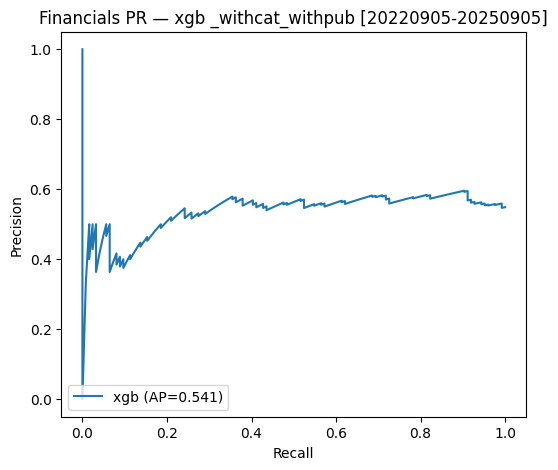 Financials PR — xgb _withcat_withpub [20220905-20250905]
Precision
1.0
0.8
0.6
0.4
0.2
0.0
xgb (AP=0.541)
0.0 0.2 0.4 0.6 0.8 1.0
Recall